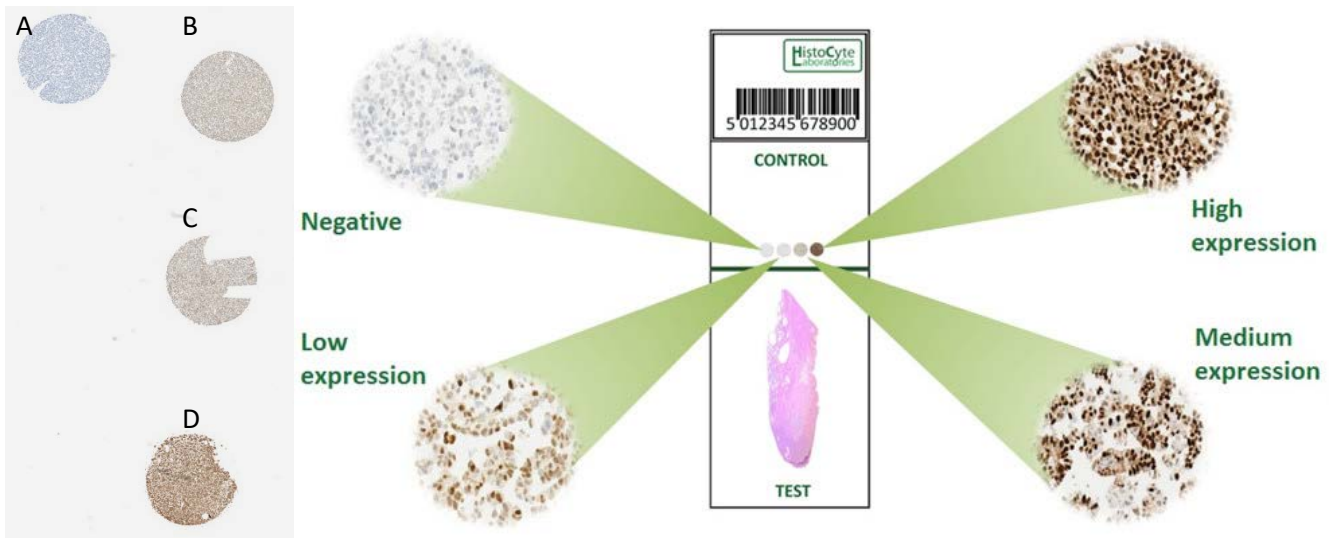 A
B
C
D
Negative
Low
expression
HistoCyte
Laboratories
5 012345 678900
CONTROL
TEST
High
expression
Medium
expression